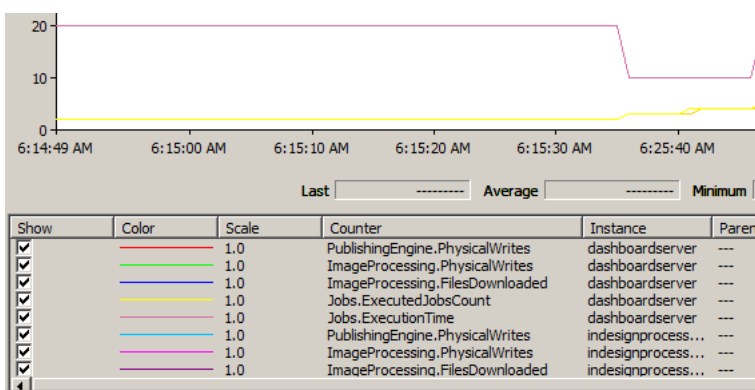 20
10
0
6:14:49 AM 6:15:00 AM 6:15:10 AM 6:15:20 AM 6:15:30 AM 6:25:40 AM
Last --------- Average --------- Minimum
Show Color Scale Counter Instance Paren
1.0 PublishingEngine.PhysicalWrites dashboardserver ---
1.0 ImageProcessing.PhysicalWrites dashboardserver ---
1.0 ImageProcessing.FilesDownloaded dashboardserver ---
1.0 Jobs.ExecutedJobsCount dashboardserver ---
1.0 Jobs.ExecutionTime dashboardserver ---
1.0 PublishingEngine.PhysicalWrites indesignprocess... ---
1.0 ImageProcessing.PhysicalWrites indesignprocess... ---
1.0 ImageProcessing.FilesDownloaded indesignprocess... ---